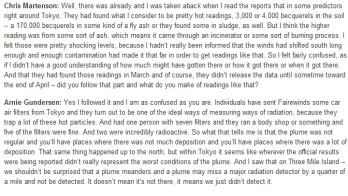 Chris Martenson: Well, there was already and I was taken aback when I read the reports that in some predictors
right around Tokyo. They had found what I consider to be pretty hot readings, 3,000 or 4,000 becquerels in the soil
– a 170,000 becquerels in some kind of a fly ash or they found some in sludge, as well. But I think the higher
reading was from some sort of ash, which means it came through an incinerator or some sort of burning process. I
felt those were pretty shocking levels, because I hadn't really been informed that the winds had shifted south long
enough and enough contamination had made it that far in order to get readings like that. So I felt fairly confused, as
if I didn't have a good understanding of how much might have gotten there or how it got there or when it got there.
And that they had found those readings in March and of course, they didn't release the data until sometime toward
the end of April – did you follow that part and what do you make of readings like that?
Arnie Gundersen: Yes I followed it and I am as confused as you are. Individuals have sent Fairewinds some car
air filters from Tokyo and they turn out to be one of the ideal ways of measuring ways of radiation, because they
trap a lot of these hot particles. And had one person with seven filters and they ran a body shop or something and
five of the filters were fine. And two were incredibly radioactive. So what that tells me is that the plume was not
regular and you'll have places where there was not much deposition and you'll have places where there was a lot of
deposition. That same thing happened up to the north, but within Tokyo it seems like wherever the official results
were being reported didn't really represent the worst conditions of the plume. And I saw that on Three Mile Island –
we shouldn't be surprised that a plume meanders and a plume may miss a major radiation detector by a quarter of
a mile and not be detected. It doesn't mean it's not there, it means we just didn't detect it.